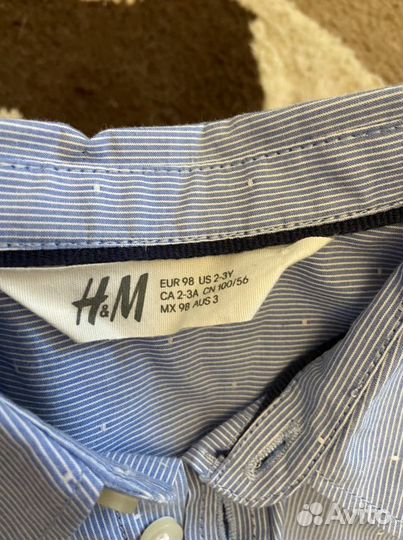 H&M
EUR 98 US 2-3Y
CA 2-3A CN 100/56
MX 98 AUS 3
Avito